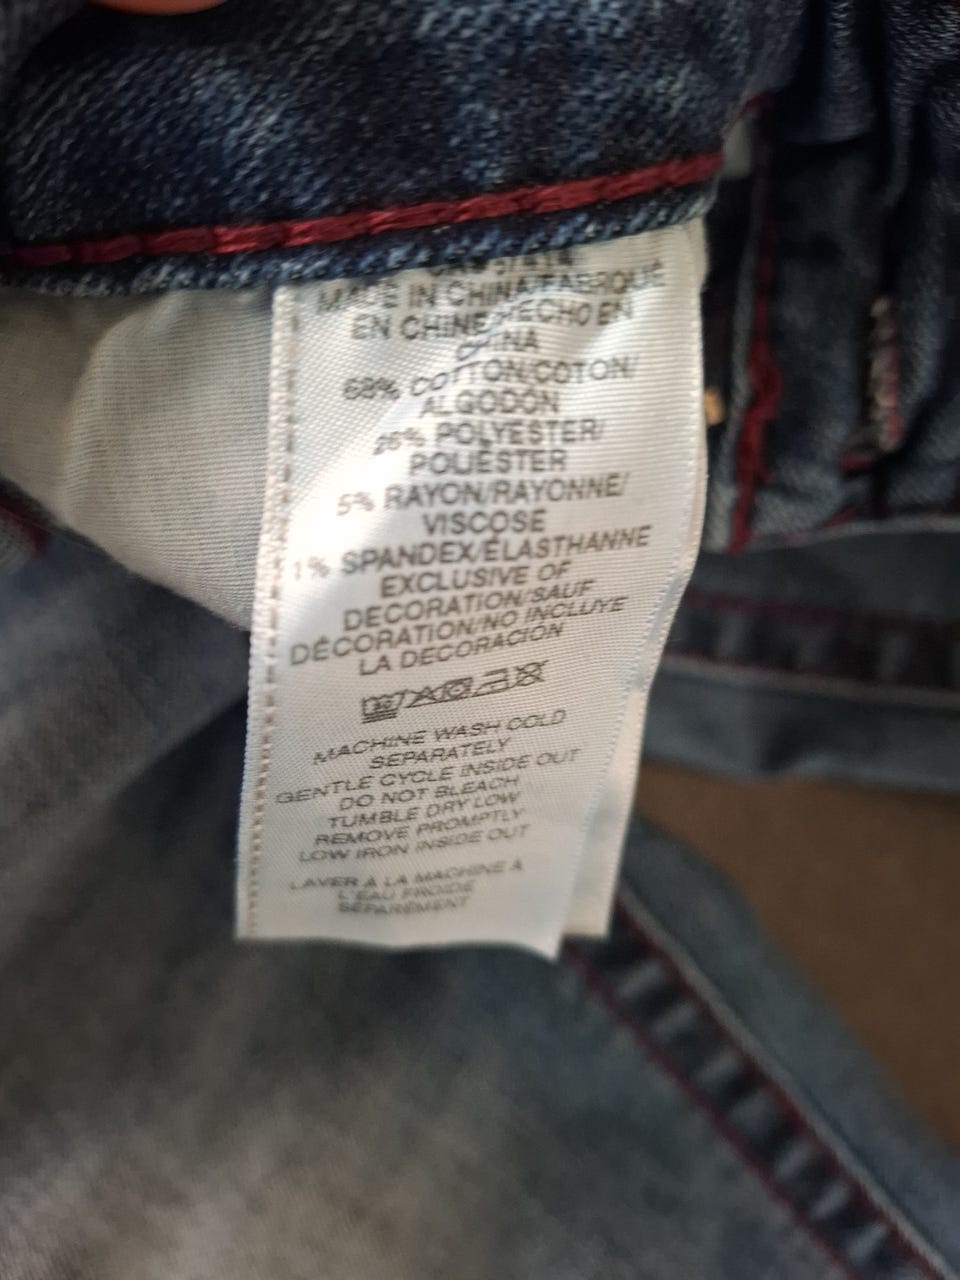 MADE IN CHINA/FABRIQUÉ
EN CHINE/HECHO EN
CHINA
68% COTTON/COTON/
ALGODÓN
26% POLYESTER/
POLIÉSTER
5% RAYON/RAYONNE/
VISCOSE
1% SPANDEX/ÉLASTHANNE
EXCLUSIVE OF
DECORATION/SAUF
DÉCORATION/NO INCLUYE
LA DECORACIÓN
MACHINE WASH COLD
SEPARATELY
GENTLE CYCLE INSIDE OUT
DO NOT BLEACH
TUMBLE DRY LOW
REMOVE PROMPTLY
LOW IRON INSIDE OUT
LAVER À LA MACHINE À
L'EAU FROIDE
SÉPARÉMENT